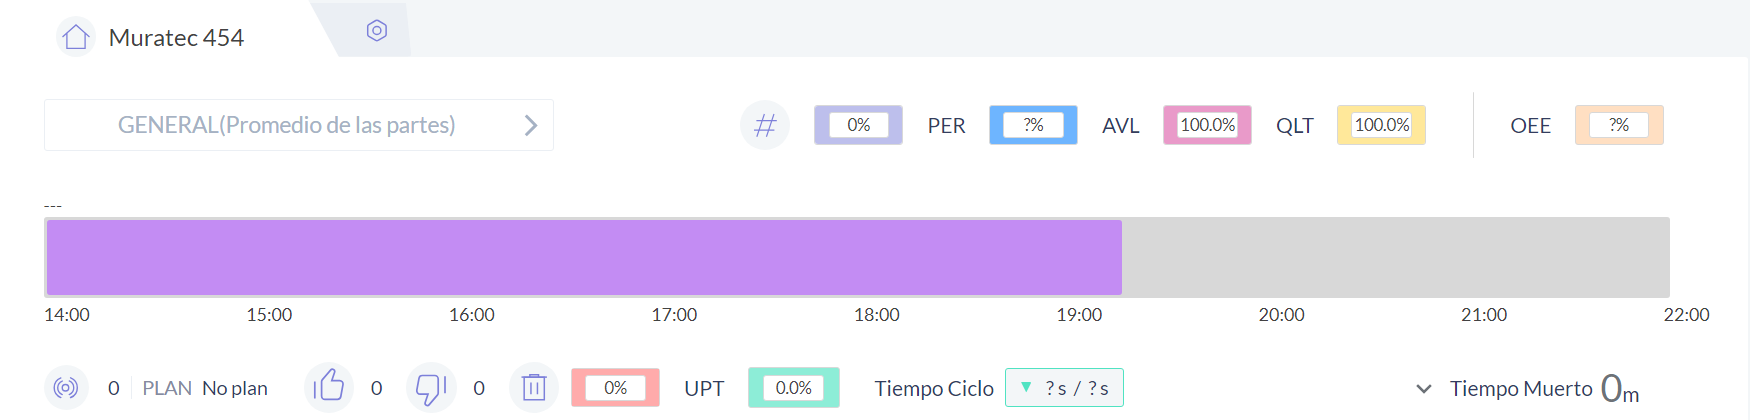 Muratec 454
GENERAL(Promedio de las partes)
# 0% PER ?% AVL 100.0% QLT 100.0% OEE ?%
---
14:00 15:00 16:00 17:00 18:00 19:00 20:00 21:00 22:00
0 PLAN No plan 0 0 0% UPT 0.0% Tiempo Ciclo ? s / ? s Tiempo Muerto 0m